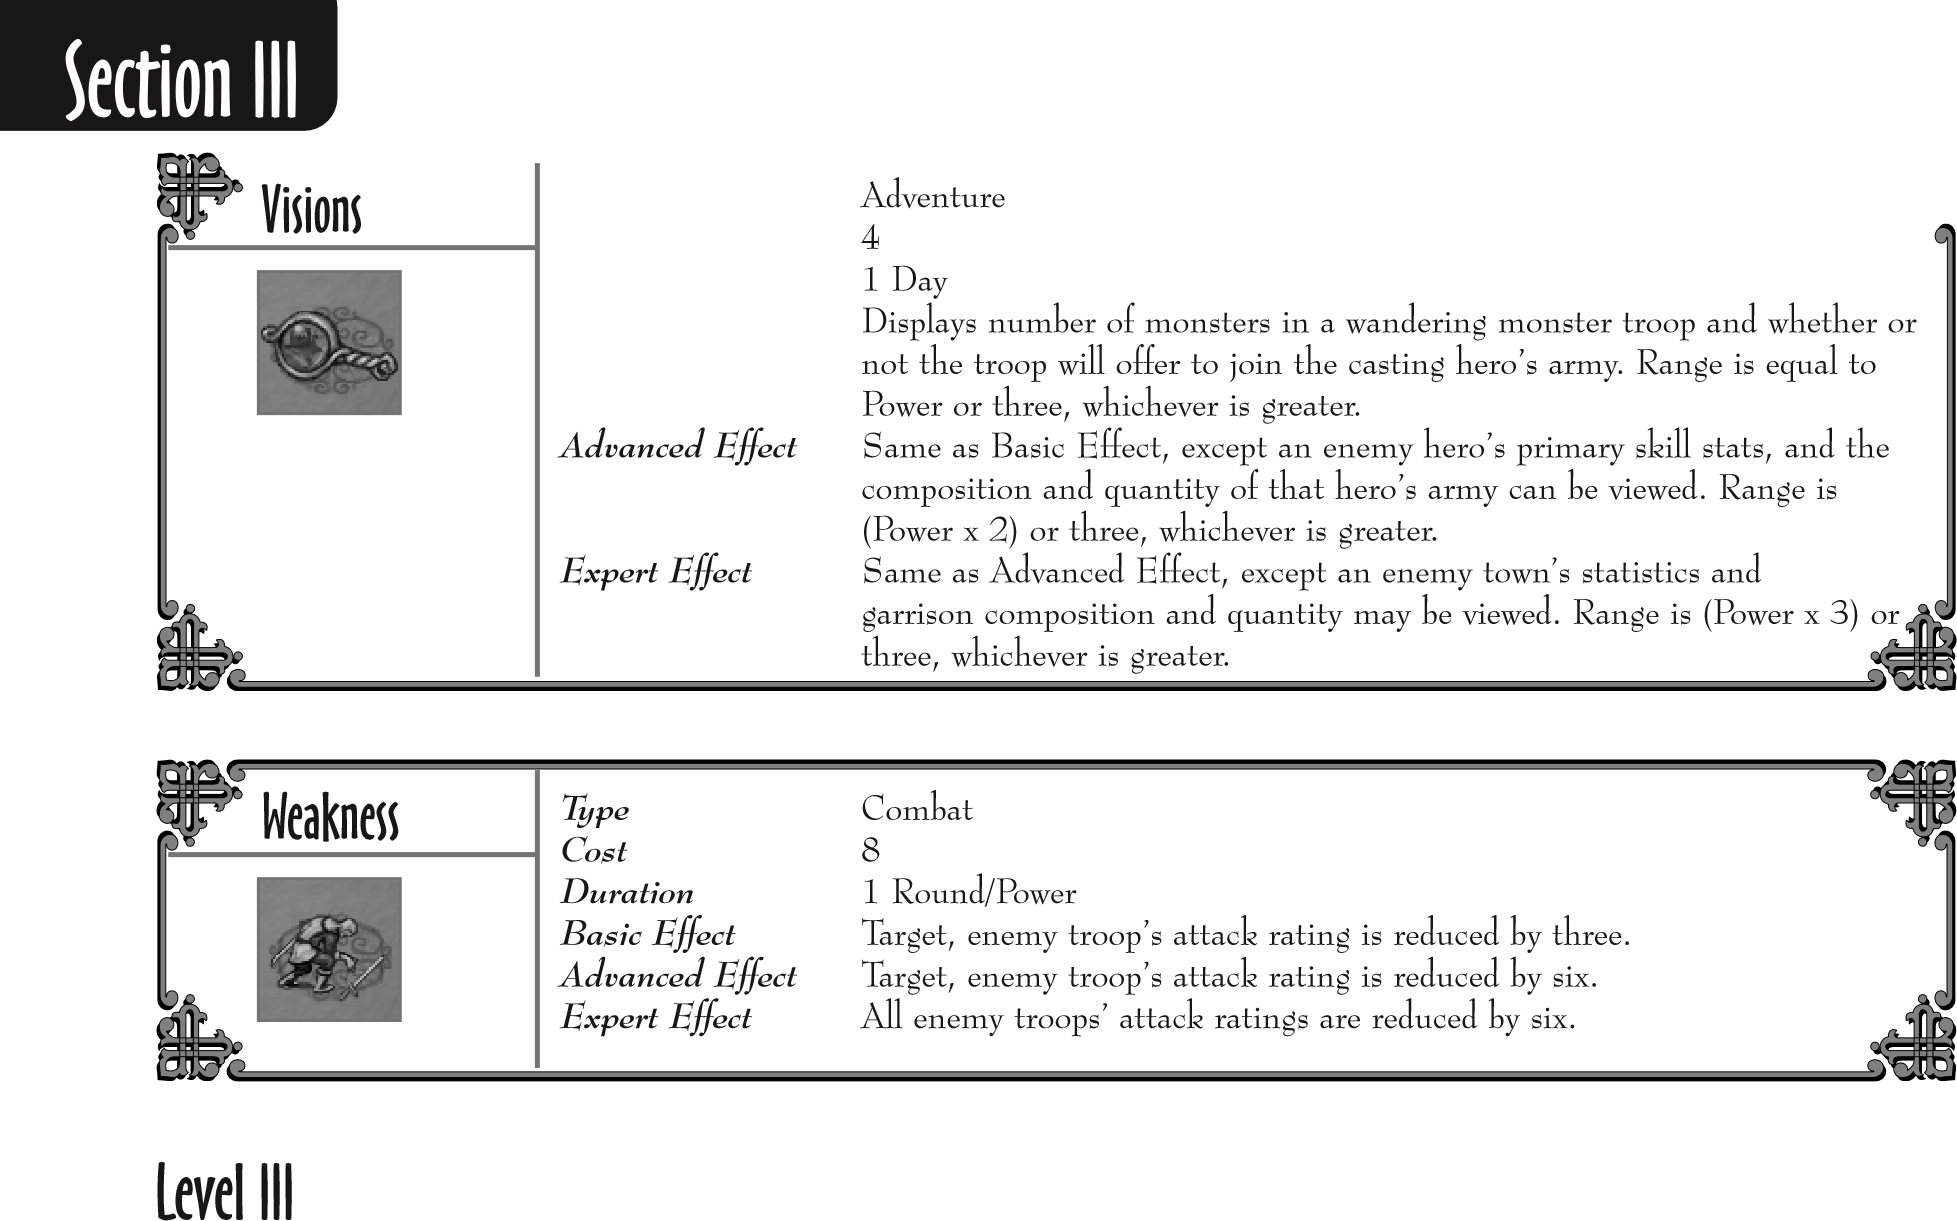 Section III
Visions
Adventure
4
1 Day
Displays number of monsters in a wandering monster troop and whether or
not the troop will offer to join the casting hero's army. Range is equal to
Power or three, whichever is greater.
Advanced Effect Same as Basic Effect, except an enemy hero's primary skill stats, and the
composition and quantity of that hero's army can be viewed. Range is
(Power x 2) or three, whichever is greater.
Expert Effect Same as Advanced Effect, except an enemy town's statistics and
garrison composition and quantity may be viewed. Range is (Power x 3) or
three, whichever is greater.
Weakness
Type Combat
Cost 8
Duration 1 Round/Power
Basic Effect Target, enemy troop's attack rating is reduced by three.
Advanced Effect Target, enemy troop's attack rating is reduced by six.
Expert Effect All enemy troops' attack ratings are reduced by six.
Level III